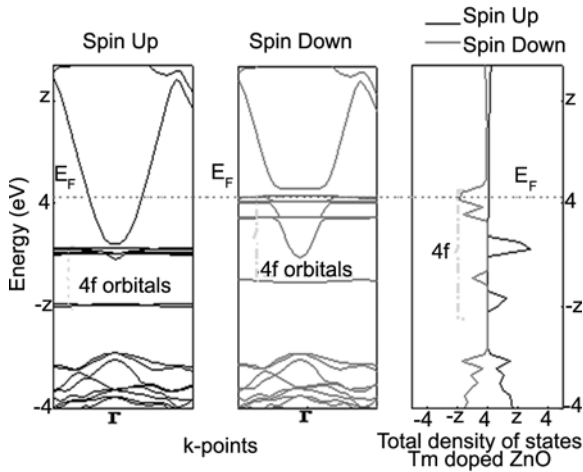 Spin Up
Spin Down
Spin Up
Spin Down
Energy (eV)
z
4
-z
-4
E_F
4f orbitals
Γ
E_F
4f orbitals
Γ
k-points
E_F
4f
z
4
-z
-4
-4 -z 4 z 4
Total density of states
Tm doped ZnO